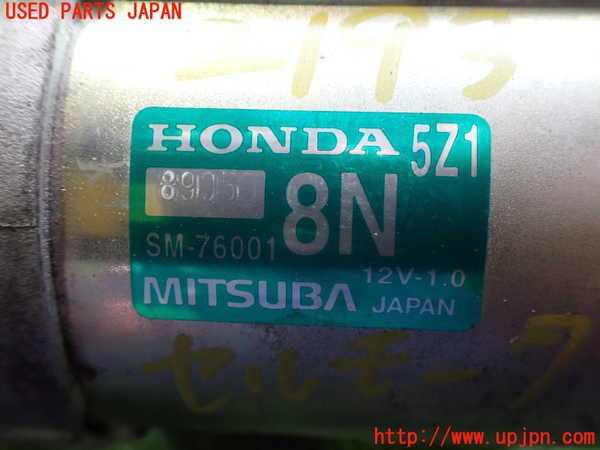 USED PARTS JAPAN
2193
HONDA 5Z1
8N
SM-76001
12V-1.0
MITSUBA JAPAN
セルモータ
http://www.upjpn.com/